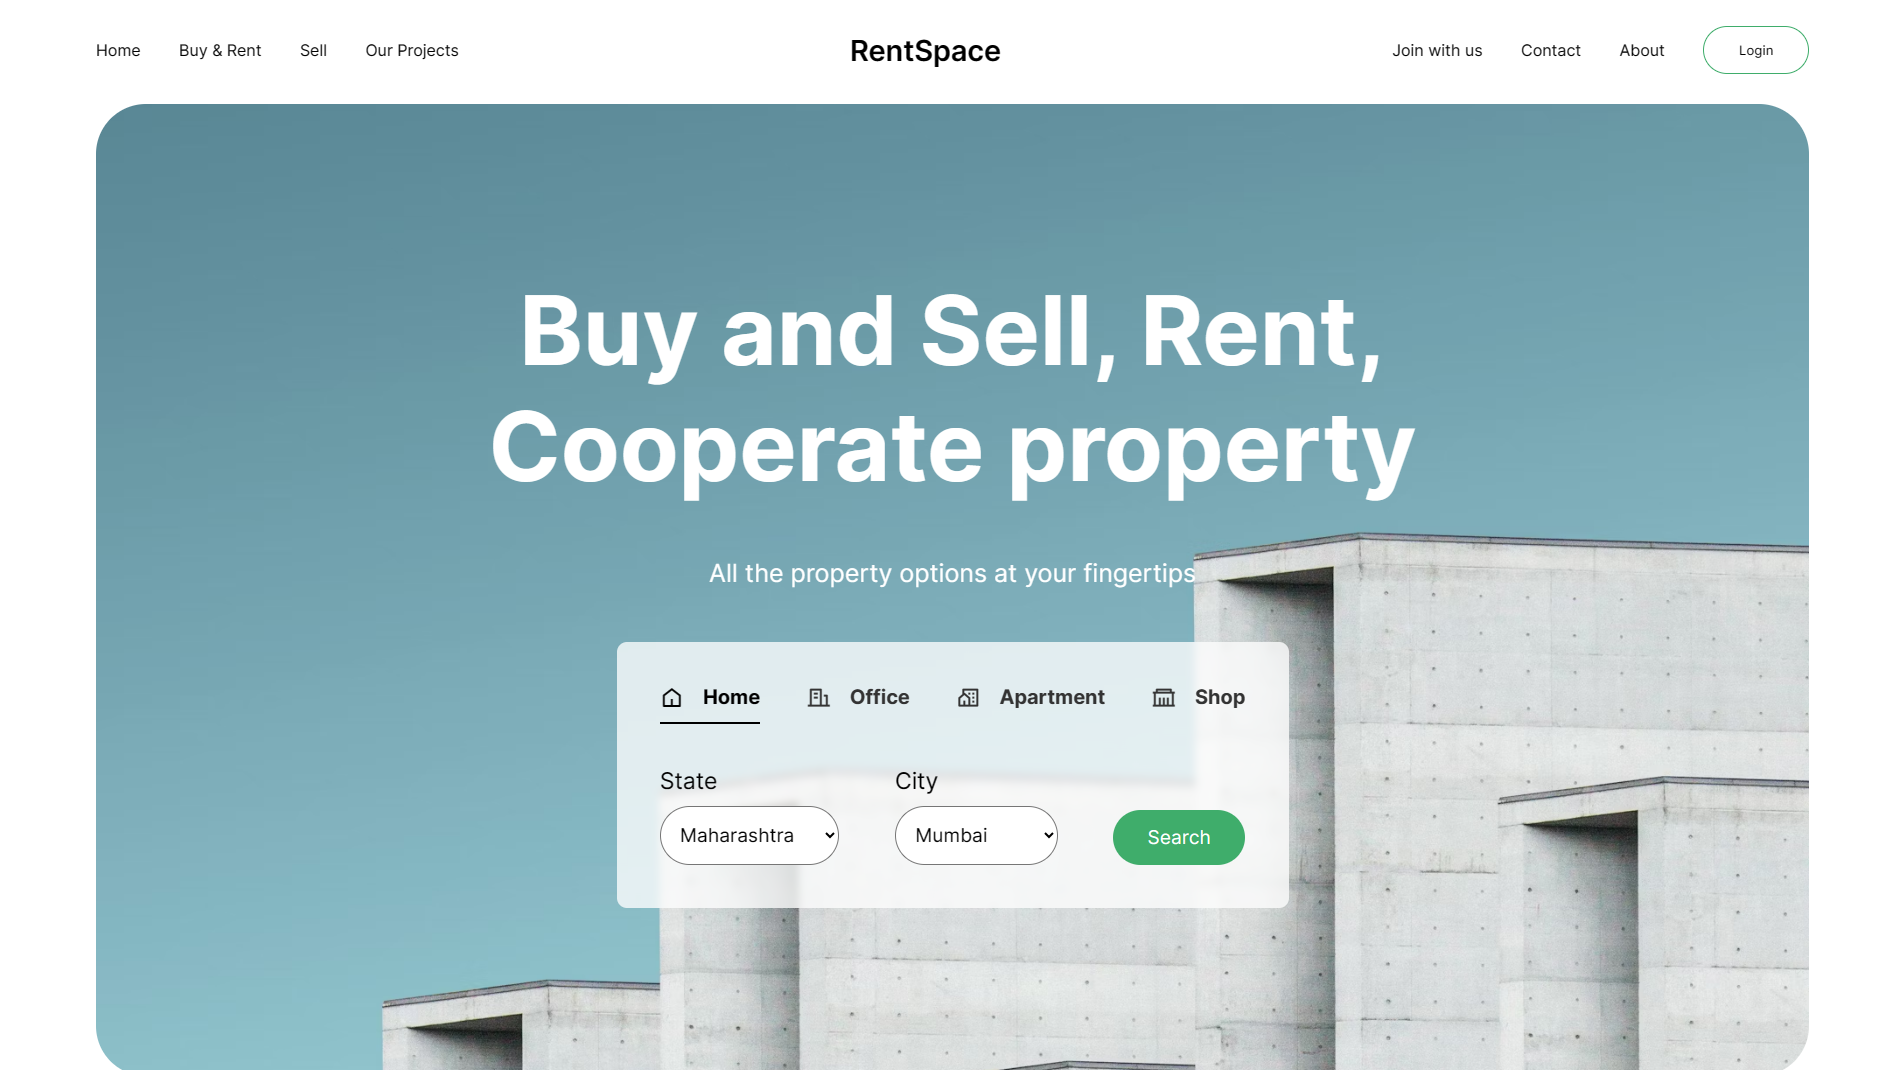 Home Buy & Rent Sell Our Projects RentSpace Join with us Contact About Login
Buy and Sell, Rent,
Cooperate property
All the property options at your fingertips
Home Office Apartment Shop
State City
Maharashtra Mumbai Search